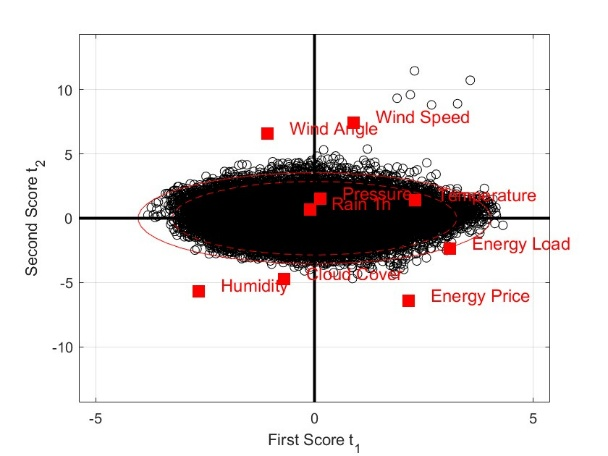 10
5
0
-5
-10
Second Score t2
Wind Angle
Wind Speed
Pressure
Rain 1h
Temperature
Energy Load
Cloud Cover
Humidity
Energy Price
-5
0
5
First Score t1